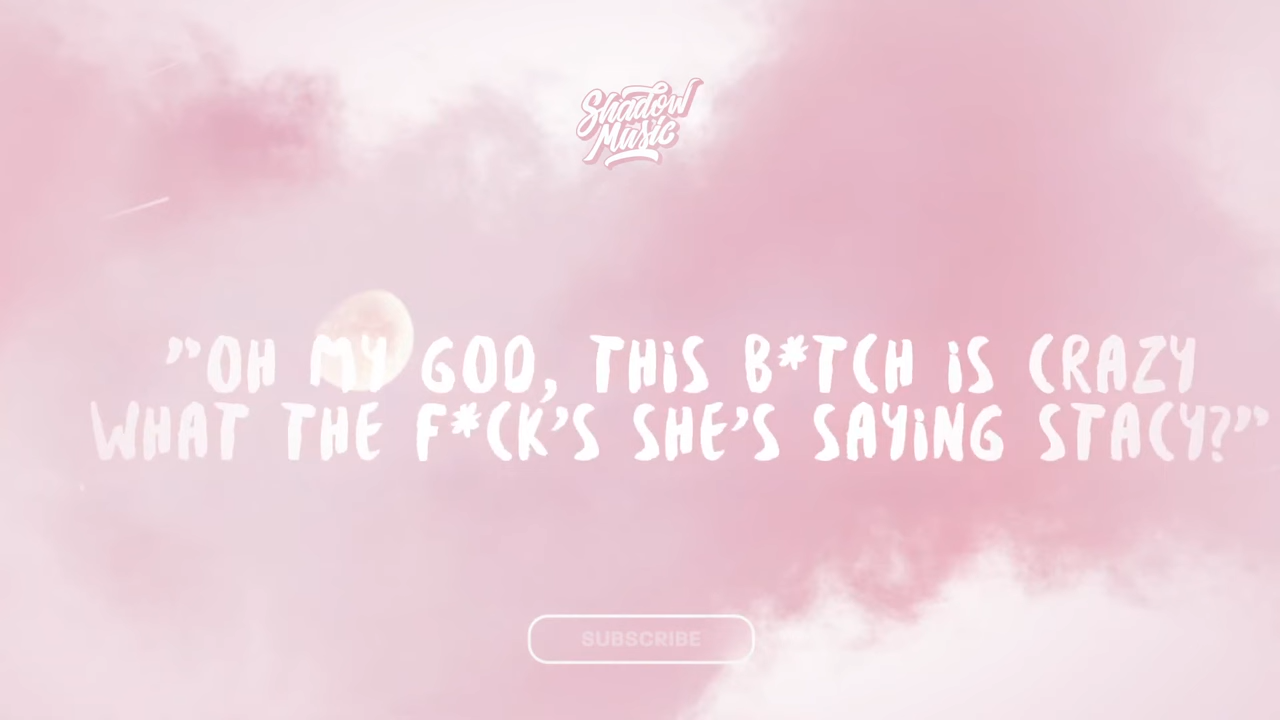 Shadow
Music
”OH MY GOD, THiS B*TCH iS CRAZY
WHAT THE F*CK’S SHE’S SAYiNG STACY?”
SUBSCRIBE